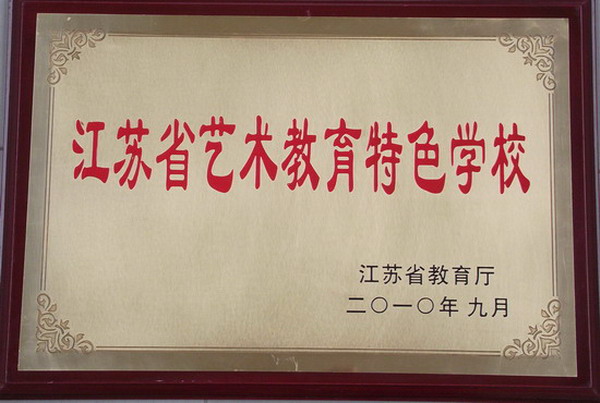 江苏省艺术教育特色学校
江苏省教育厅
二〇一〇年九月